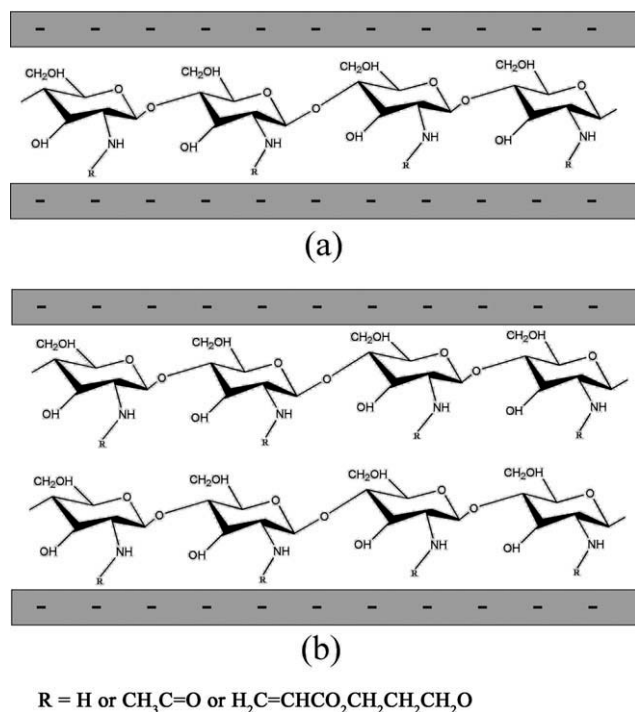 - - - - - - - - - - -
CH₂OH CH₂OH CH₂OH CH₂OH
O O O O
O O O
OH NH OH NH OH NH OH NH
R R R R
- - - - - - - - - - -
(a)
- - - - - - - - - - -
CH₂OH CH₂OH CH₂OH CH₂OH
O O O O
O O O
OH NH OH NH OH NH OH NH
R R R R
CH₂OH CH₂OH CH₂OH CH₂OH
O O O O
O O O
OH NH OH NH OH NH OH NH
R R R R
- - - - - - - - - - -
(b)
R = H or CH₃C=O or H₂C=CHCO₂CH₂CH₂CH₂O